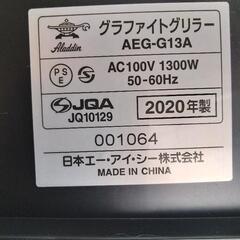 Aladdin
グラファイトグリラー
AEG-G13A
PS
E
AC100V 1300W
50-60Hz
JQA
JQ10129
2020年製
001064
日本エー・アイ・シー株式会社
MADE IN CHINA